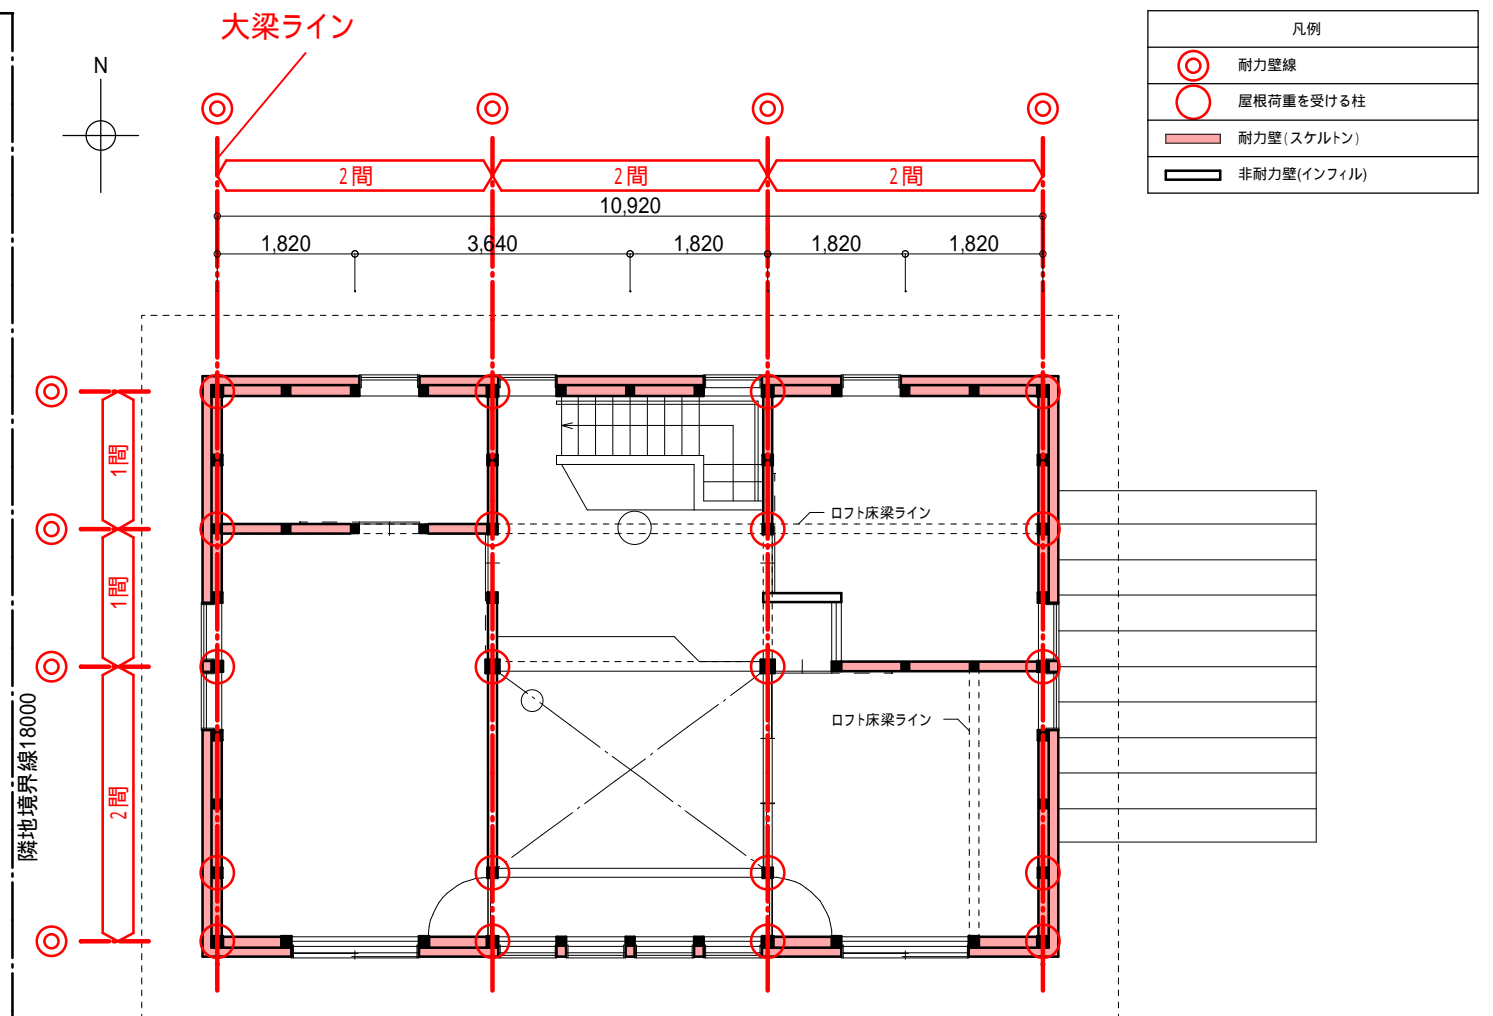 大梁ライン
凡例
耐力壁線
屋根荷重を受ける柱
耐力壁(スケルトン)
非耐力壁(インフィル)
N
2間
2間
2間
10,920
1,820
3,640
1,820
1,820
1,820
1間
1間
2間
ロフト床梁ライン
ロフト床梁ライン
隣地境界線18000